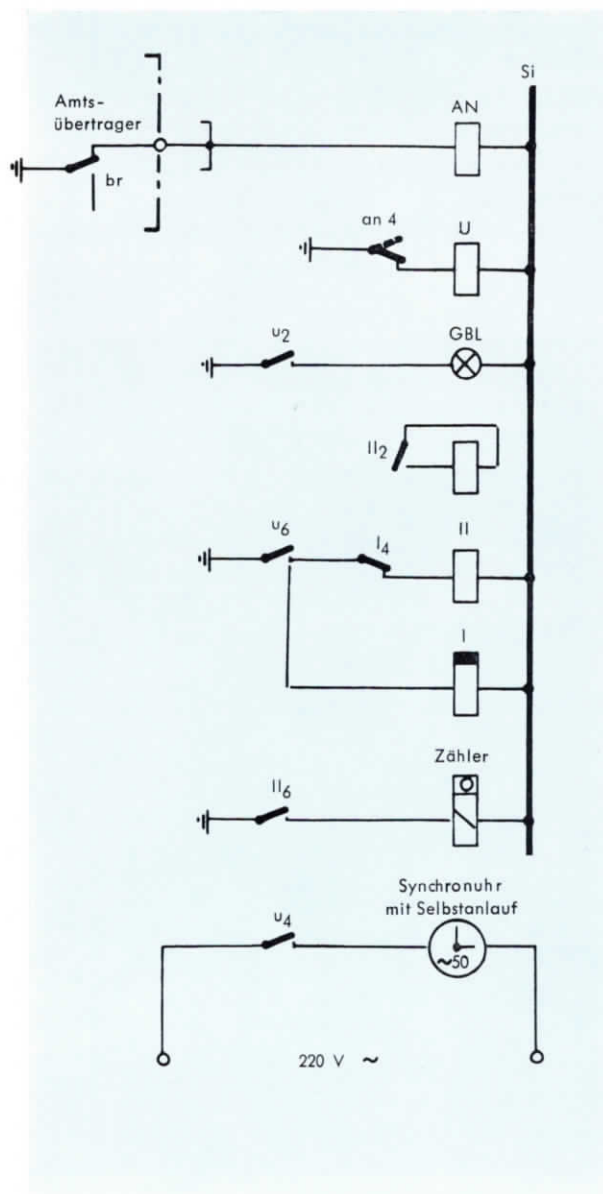 Si
Amts-
übertrager
AN
br
an 4
U
u2
GBL
II2
u6
I4
II
I
Zähler
II6
Synchronuhr
mit Selbstanlauf
u4
~50
220 V ~